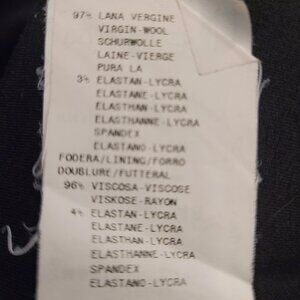 97% LANA VERGINE
VIRGIN-WOOL
SCHURWOLLE
LAINE-VIERGE
PURA LA
3% ELASTAN-LYCRA
ELASTANE-LYCRA
ELASTHAN-LYCRA
ELASTHANNE-LYCRA
SPANDEX
ELASTANO-LYCRA
FODERA/LINING/FORRO
DOUBLURE/FUTTERAL
96% VISCOSA-VISCOSE
VISKOSE-RAYON
4% ELASTAN-LYCRA
ELASTANE-LYCRA
ELASTHAN-LYCRA
ELASTHANNE-LYCRA
SPANDEX
ELASTANO-LYCRA